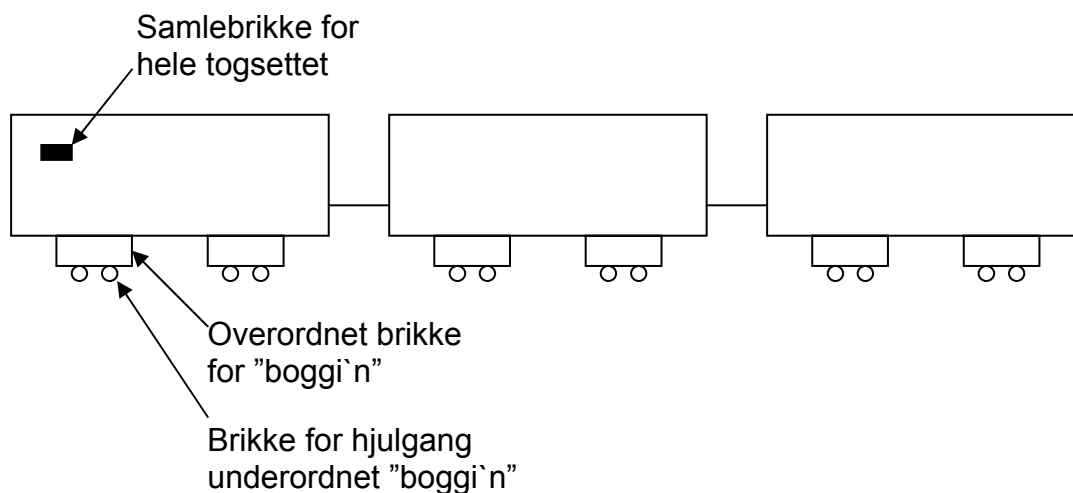 Samlebrikke for
hele togsettet
Overordnet brikke
for ”boggi`n”
Brikke for hjulgang
underordnet ”boggi`n”